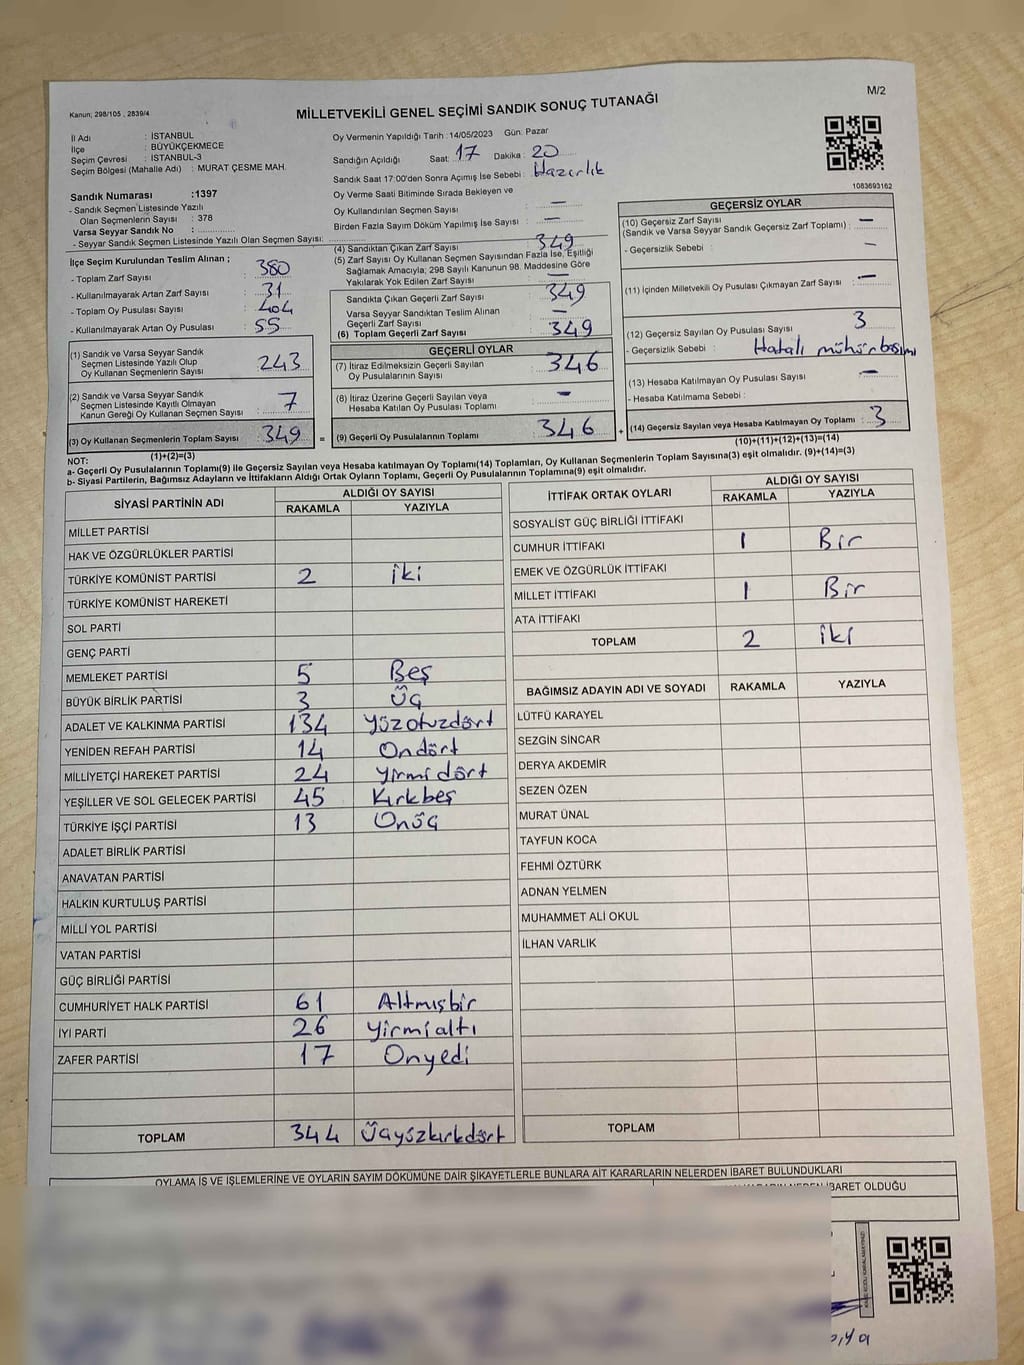 M/2
Kanun; 298/105 , 2839/4
MİLLETVEKİLİ GENEL SEÇİMİ SANDIK SONUÇ TUTANAĞI
İl Adı : İSTANBUL
İlçe : BÜYÜKÇEKMECE
Seçim Çevresi : İSTANBUL-3
Seçim Bölgesi (Mahalle Adı) : MURAT ÇESME MAH.
Oy Vermenin Yapıldığı Tarih : 14/05/2023 Gün. Pazar
Sandığın Açıldığı Saat: 17 Dakika : 20
Sandık Saat 17:00'den Sonra Açımış İse Sebebi : Hazırlık
Oy Verme Saati Bitiminde Sırada Bekleyen ve
Oy Kullandırılan Seçmen Sayısı : —
Birden Fazla Sayım Döküm Yapılmış İse Sayısı : —
1083693162
Sandık Numarası :1397
- Sandık Seçmen Listesinde Yazılı
Olan Seçmenlerin Sayısı : 378
Varsa Seyyar Sandık No :
- Seyyar Sandık Seçmen Listesinde Yazılı Olan Seçmen Sayısı:
İlçe Seçim Kurulundan Teslim Alınan ;
- Toplam Zarf Sayısı : 380
- Kullanılmayarak Artan Zarf Sayısı : 31
- Toplam Oy Pusulası Sayısı : 404
- Kullanılmayarak Artan Oy Pusulası : 55
(1) Sandık ve Varsa Seyyar Sandık
Seçmen Listesinde Yazılı Olup
Oy Kullanan Seçmenlerin Sayısı : 243
(2) Sandık ve Varsa Seyyar Sandık
Seçmen Listesinde Kayıtlı Olmayan
Kanun Gereği Oy Kullanan Seçmen Sayısı : 7
(3) Oy Kullanan Seçmenlerin Toplam Sayısı : 349 =
(1)+(2)=(3)
(4) Sandıktan Çıkan Zarf Sayısı : 349
(5) Zarf Sayısı Oy Kullanan Seçmen Sayısından Fazla İse, Eşitliği
Sağlamak Amacıyla; 298 Sayılı Kanunun 98. Maddesine Göre
Yakılarak Yok Edilen Zarf Sayısı : —
Sandıkta Çıkan Geçerli Zarf Sayısı : 349
Varsa Seyyar Sandıktan Teslim Alınan
Geçerli Zarf Sayısı : —
(6) Toplam Geçerli Zarf Sayısı : 349
GEÇERLİ OYLAR
(7) İtiraz Edilmeksizin Geçerli Sayılan
Oy Pusulalarının Sayısı : 346
(8) İtiraz Üzerine Geçerli Sayılan veya
Hesaba Katılan Oy Pusulası Toplamı : —
(9) Geçerli Oy Pusulalarının Toplamı : 346 +
GEÇERSİZ OYLAR
(10) Geçersiz Zarf Sayısı
(Sandık ve Varsa Seyyar Sandık Geçersiz Zarf Toplamı) : —
- Geçersizlik Sebebi : —
(11) İçinden Milletvekili Oy Pusulası Çıkmayan Zarf Sayısı : —
(12) Geçersiz Sayılan Oy Pusulası Sayısı : 3
- Geçersizlik Sebebi : Hatalı mühür basımı
(13) Hesaba Katılmayan Oy Pusulası Sayısı : —
- Hesaba Katılmama Sebebi :
(14) Geçersiz Sayılan veya Hesaba Katılmayan Oy Toplamı : 3
(10)+(11)+(12)+(13)=(14)
NOT:
a- Geçerli Oy Pusulalarının Toplamı(9) ile Geçersiz Sayılan veya Hesaba katılmayan Oy Toplamı(14) Toplamları, Oy Kullanan Seçmenlerin Toplam Sayısına(3) eşit olmalıdır. (9)+(14)=(3)
b- Siyasi Partilerin, Bağımsız Adayların ve İttifakların Aldığı Ortak Oyların Toplamı, Geçerli Oy Pusulalarının Toplamına(9) eşit olmalıdır.
SİYASİ PARTİNİN ADI ALDIĞI OY SAYISI
RAKAMLA YAZIYLA
MİLLET PARTİSİ
HAK VE ÖZGÜRLÜKLER PARTİSİ
TÜRKİYE KOMÜNİST PARTİSİ 2 iki
TÜRKİYE KOMÜNİST HAREKETİ
SOL PARTİ
GENÇ PARTİ
MEMLEKET PARTİSİ 5 Beş
BÜYÜK BİRLİK PARTİSİ 3 Üç
ADALET VE KALKINMA PARTİSİ 134 Yüzotuzdört
YENİDEN REFAH PARTİSİ 14 Ondört
MİLLİYETÇİ HAREKET PARTİSİ 24 Yirmidört
YEŞİLLER VE SOL GELECEK PARTİSİ 45 Kırkbeş
TÜRKİYE İŞÇİ PARTİSİ 13 Onüç
ADALET BİRLİK PARTİSİ
ANAVATAN PARTİSİ
HALKIN KURTULUŞ PARTİSİ
MİLLİ YOL PARTİSİ
VATAN PARTİSİ
GÜÇ BİRLİĞİ PARTİSİ
CUMHURİYET HALK PARTİSİ 61 Altmışbir
İYİ PARTİ 26 Yirmialtı
ZAFER PARTİSİ 17 Onyedi
TOPLAM 344 Üçyüzkırkdört
İTTİFAK ORTAK OYLARI ALDIĞI OY SAYISI
RAKAMLA YAZIYLA
SOSYALİST GÜÇ BİRLİĞİ İTTİFAKI
CUMHUR İTTİFAKI 1 Bir
EMEK VE ÖZGÜRLÜK İTTİFAKI
MİLLET İTTİFAKI 1 Bir
ATA İTTİFAKI
TOPLAM 2 iki
BAĞIMSIZ ADAYIN ADI VE SOYADI RAKAMLA YAZIYLA
LÜTFÜ KARAYEL
SEZGİN SİNCAR
DERYA AKDEMİR
SEZEN ÖZEN
MURAT ÜNAL
TAYFUN KOCA
FEHMİ ÖZTÜRK
ADNAN YELMEN
MUHAMMET ALİ OKUL
İLHAN VARLIK
TOPLAM
OYLAMA İŞ VE İŞLEMLERİNE VE OYLARIN SAYIM DÖKÜMÜNE DAİR ŞİKAYETLERLE BUNLARA AİT KARARLARIN NELERDEN İBARET BULUNDUKLARI
İBARET OLDUĞU